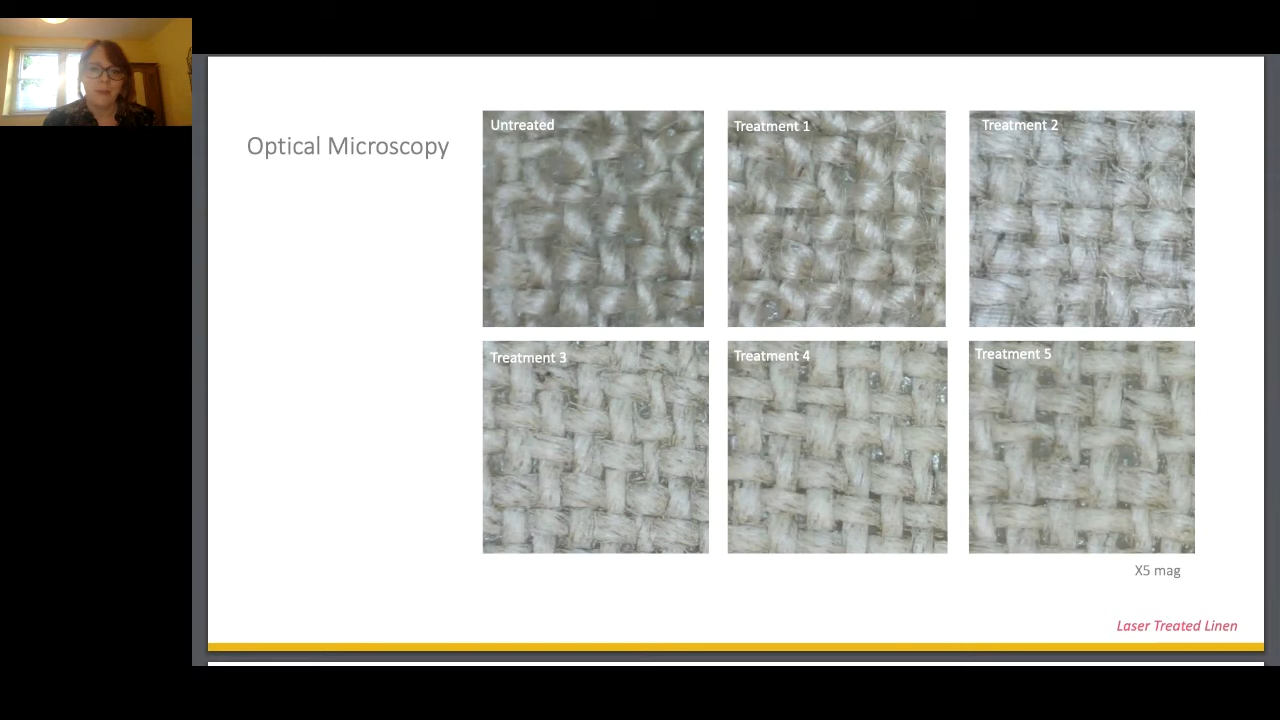 Optical Microscopy
Untreated
Treatment 1
Treatment 2
Treatment 3
Treatment 4
Treatment 5
X5 mag
Laser Treated Linen